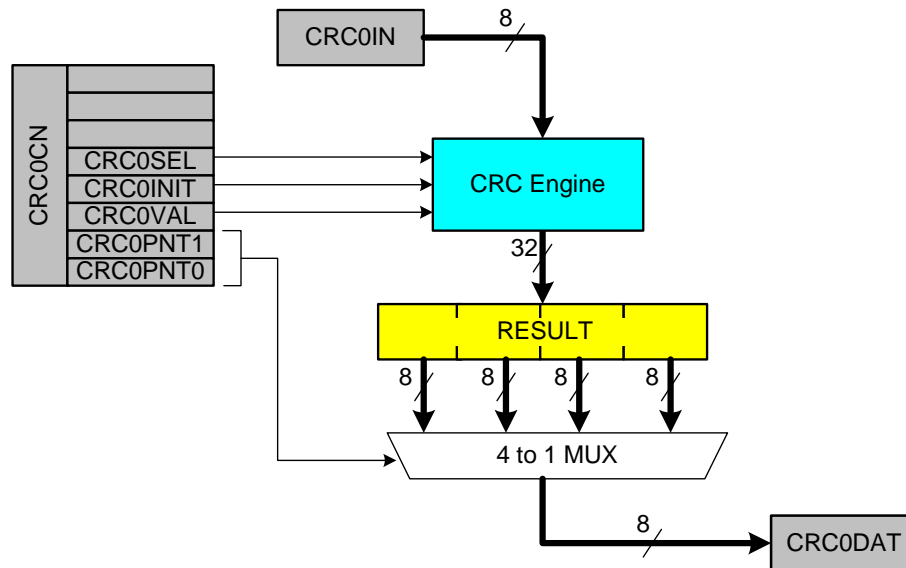 CRC0IN
8
CRC0CN
CRC0SEL
CRC0INIT
CRC0VAL
CRC0PNT1
CRC0PNT0
CRC Engine
32
RESULT
8
8
8
8
4 to 1 MUX
8
CRC0DAT